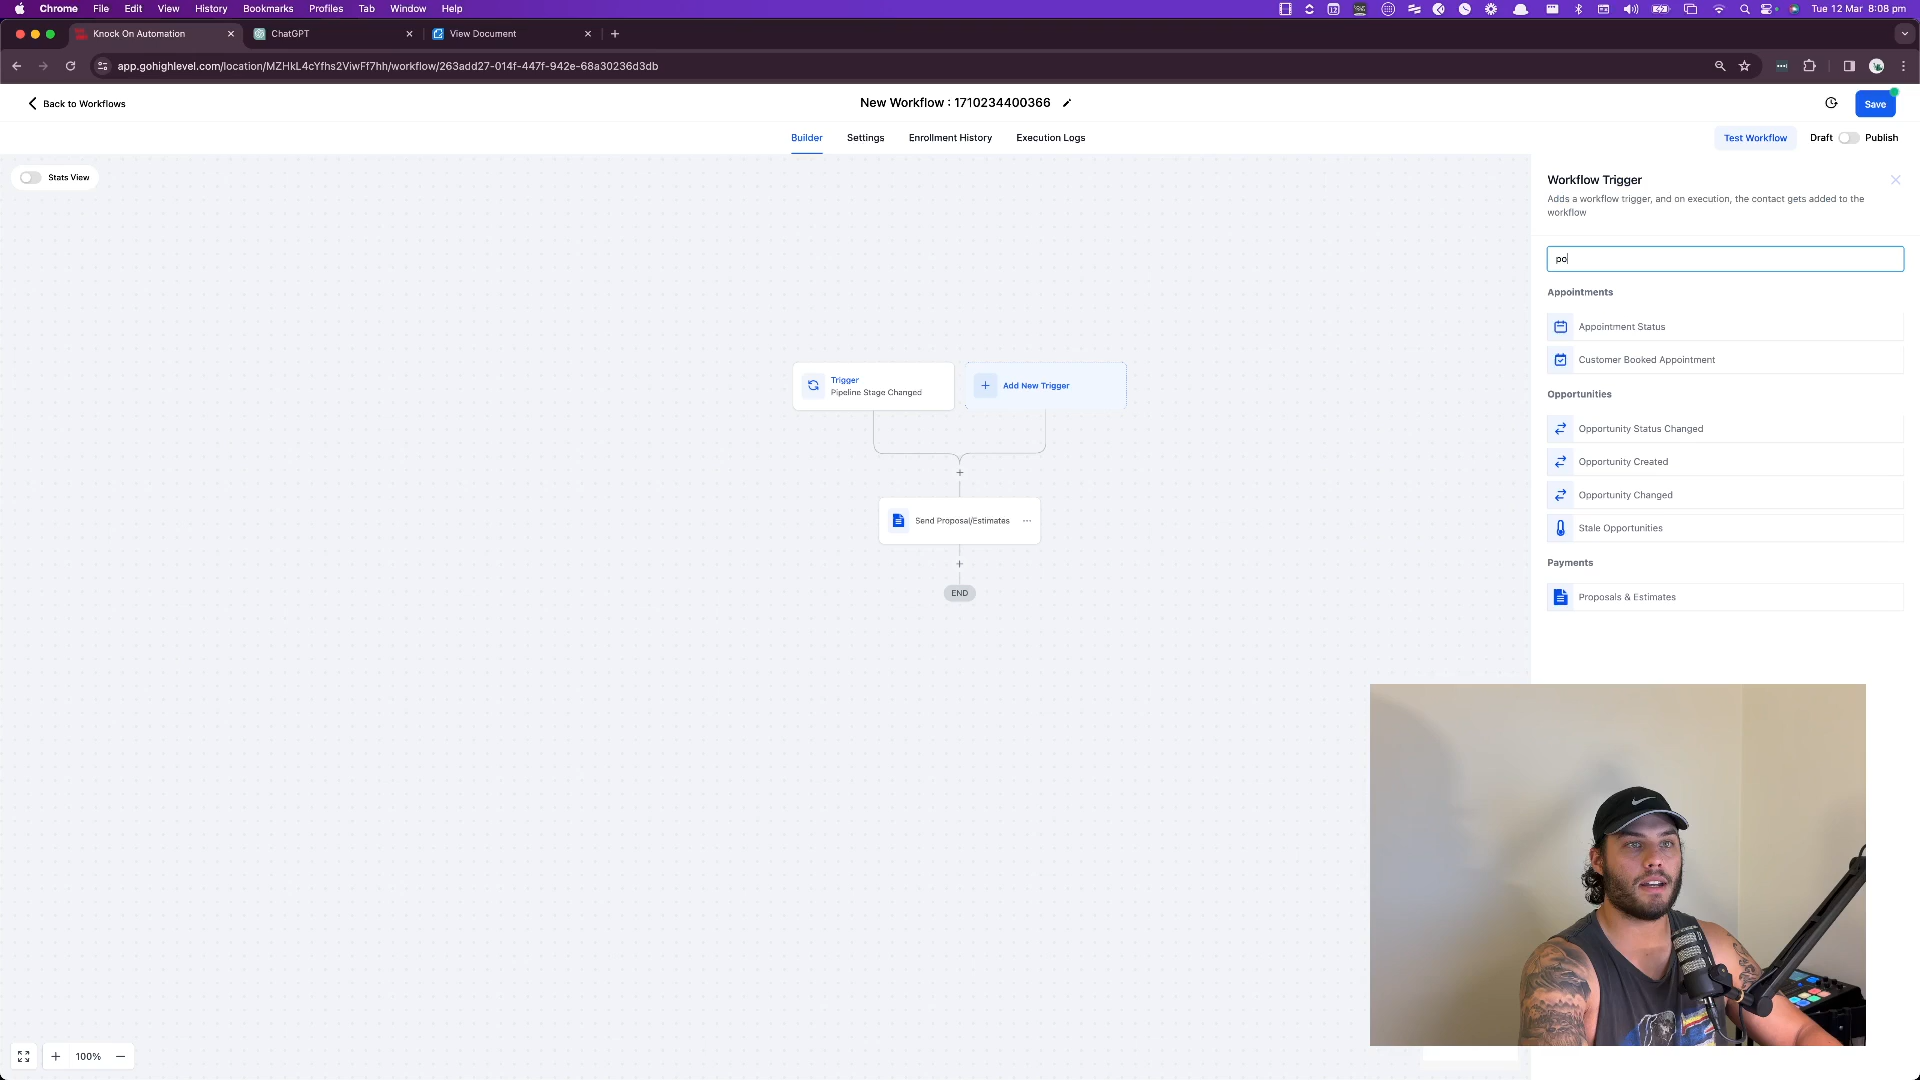 Chrome File Edit View History Bookmarks Profiles Tab Window Help
Tue 12 Mar 8:08 pm
Knock On Automation
ChatGPT
View Document
app.gohighlevel.com/location/MZHkL4cYfhs2ViwFf7hh/workflow/263add27-014f-447f-942e-68a30236d3db
Back to Workflows
New Workflow : 1710234400366
Save
Builder Settings Enrollment History Execution Logs
Test Workflow
Draft Publish
Stats View
Workflow Trigger
Adds a workflow trigger, and on execution, the contact gets added to the
workflow
po
Appointments
Appointment Status
Customer Booked Appointment
Opportunities
Opportunity Status Changed
Opportunity Created
Opportunity Changed
Stale Opportunities
Payments
Proposals & Estimates
Trigger
Pipeline Stage Changed
Add New Trigger
Send Proposal/Estimates
END
100%